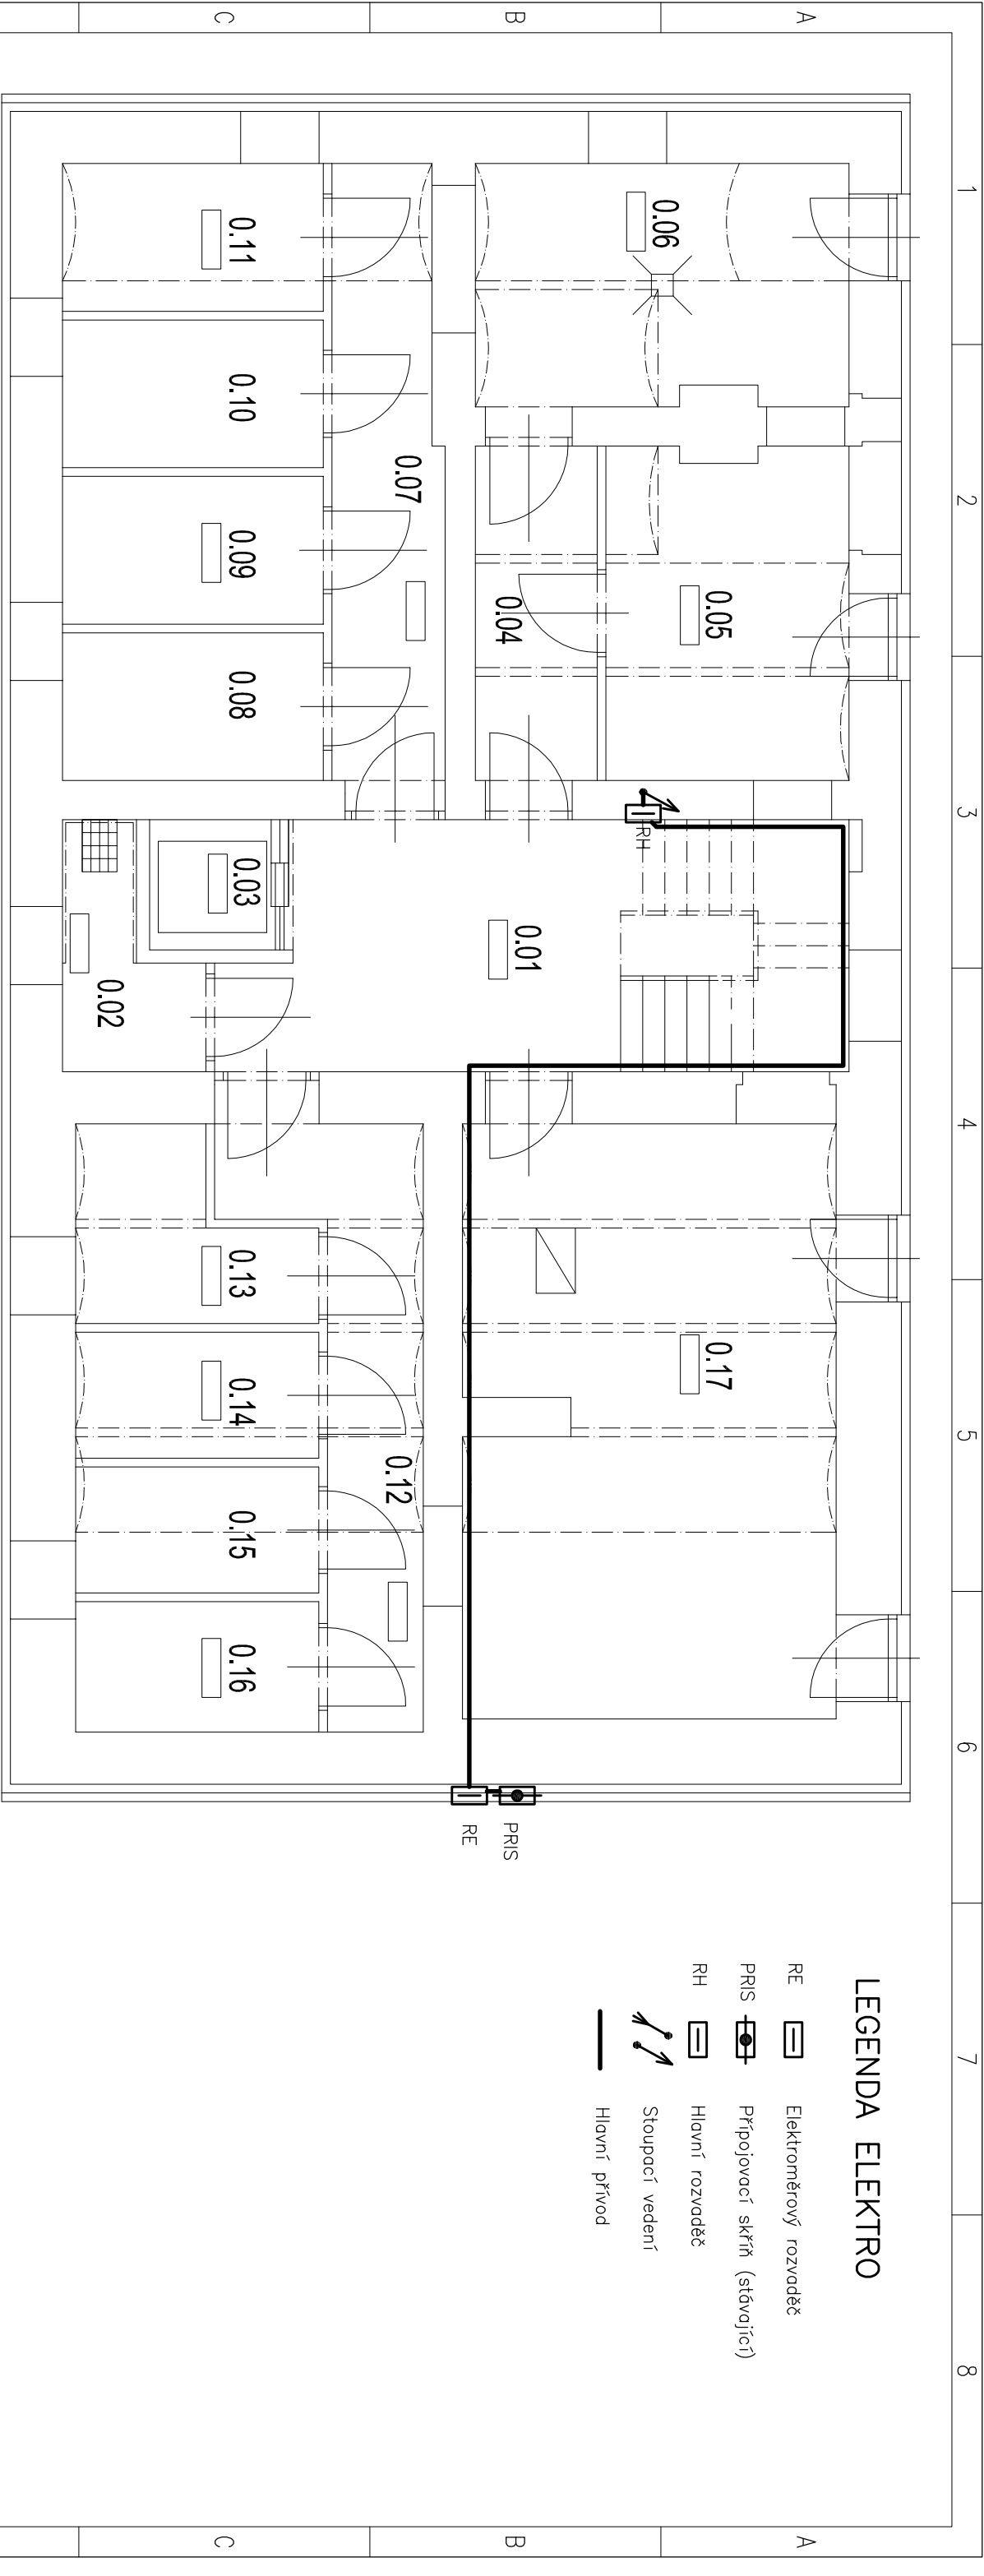 1 2 3 4 5 6 7 8
LEGENDA ELEKTRO
A A
RE Elektroměrový rozvaděč
PRIS Přípojovací skříň (stávající)
RH Hlavní rozvaděč
Stoupací vedení
Hlavní přívod
0.05
0.17
0.06
RH
0.01
B B
PRIS
0.04
RE
0.07
0.12
0.11
0.10
0.09
0.08
0.03
0.13
0.14
0.15
0.16
C C
0.02